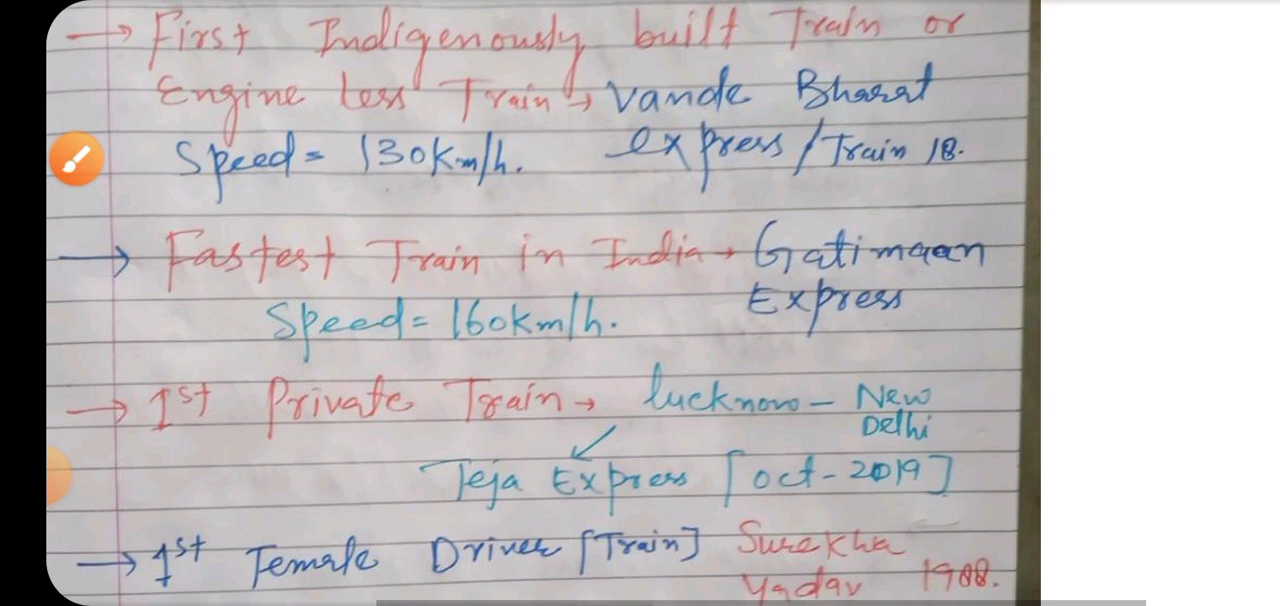 → First Indigenously built Train or
Engine less Train → Vande Bharat
Speed = 130km/h. express/Train 18.
→ Fastest Train in India → Gatimaan
Express
Speed = 160km/h.
→ 1st Private Train → lucknow - New
Delhi
Teja Express [oct-2019]
→ 1st Female Driver [Train] Surekha
Yadav 1988.